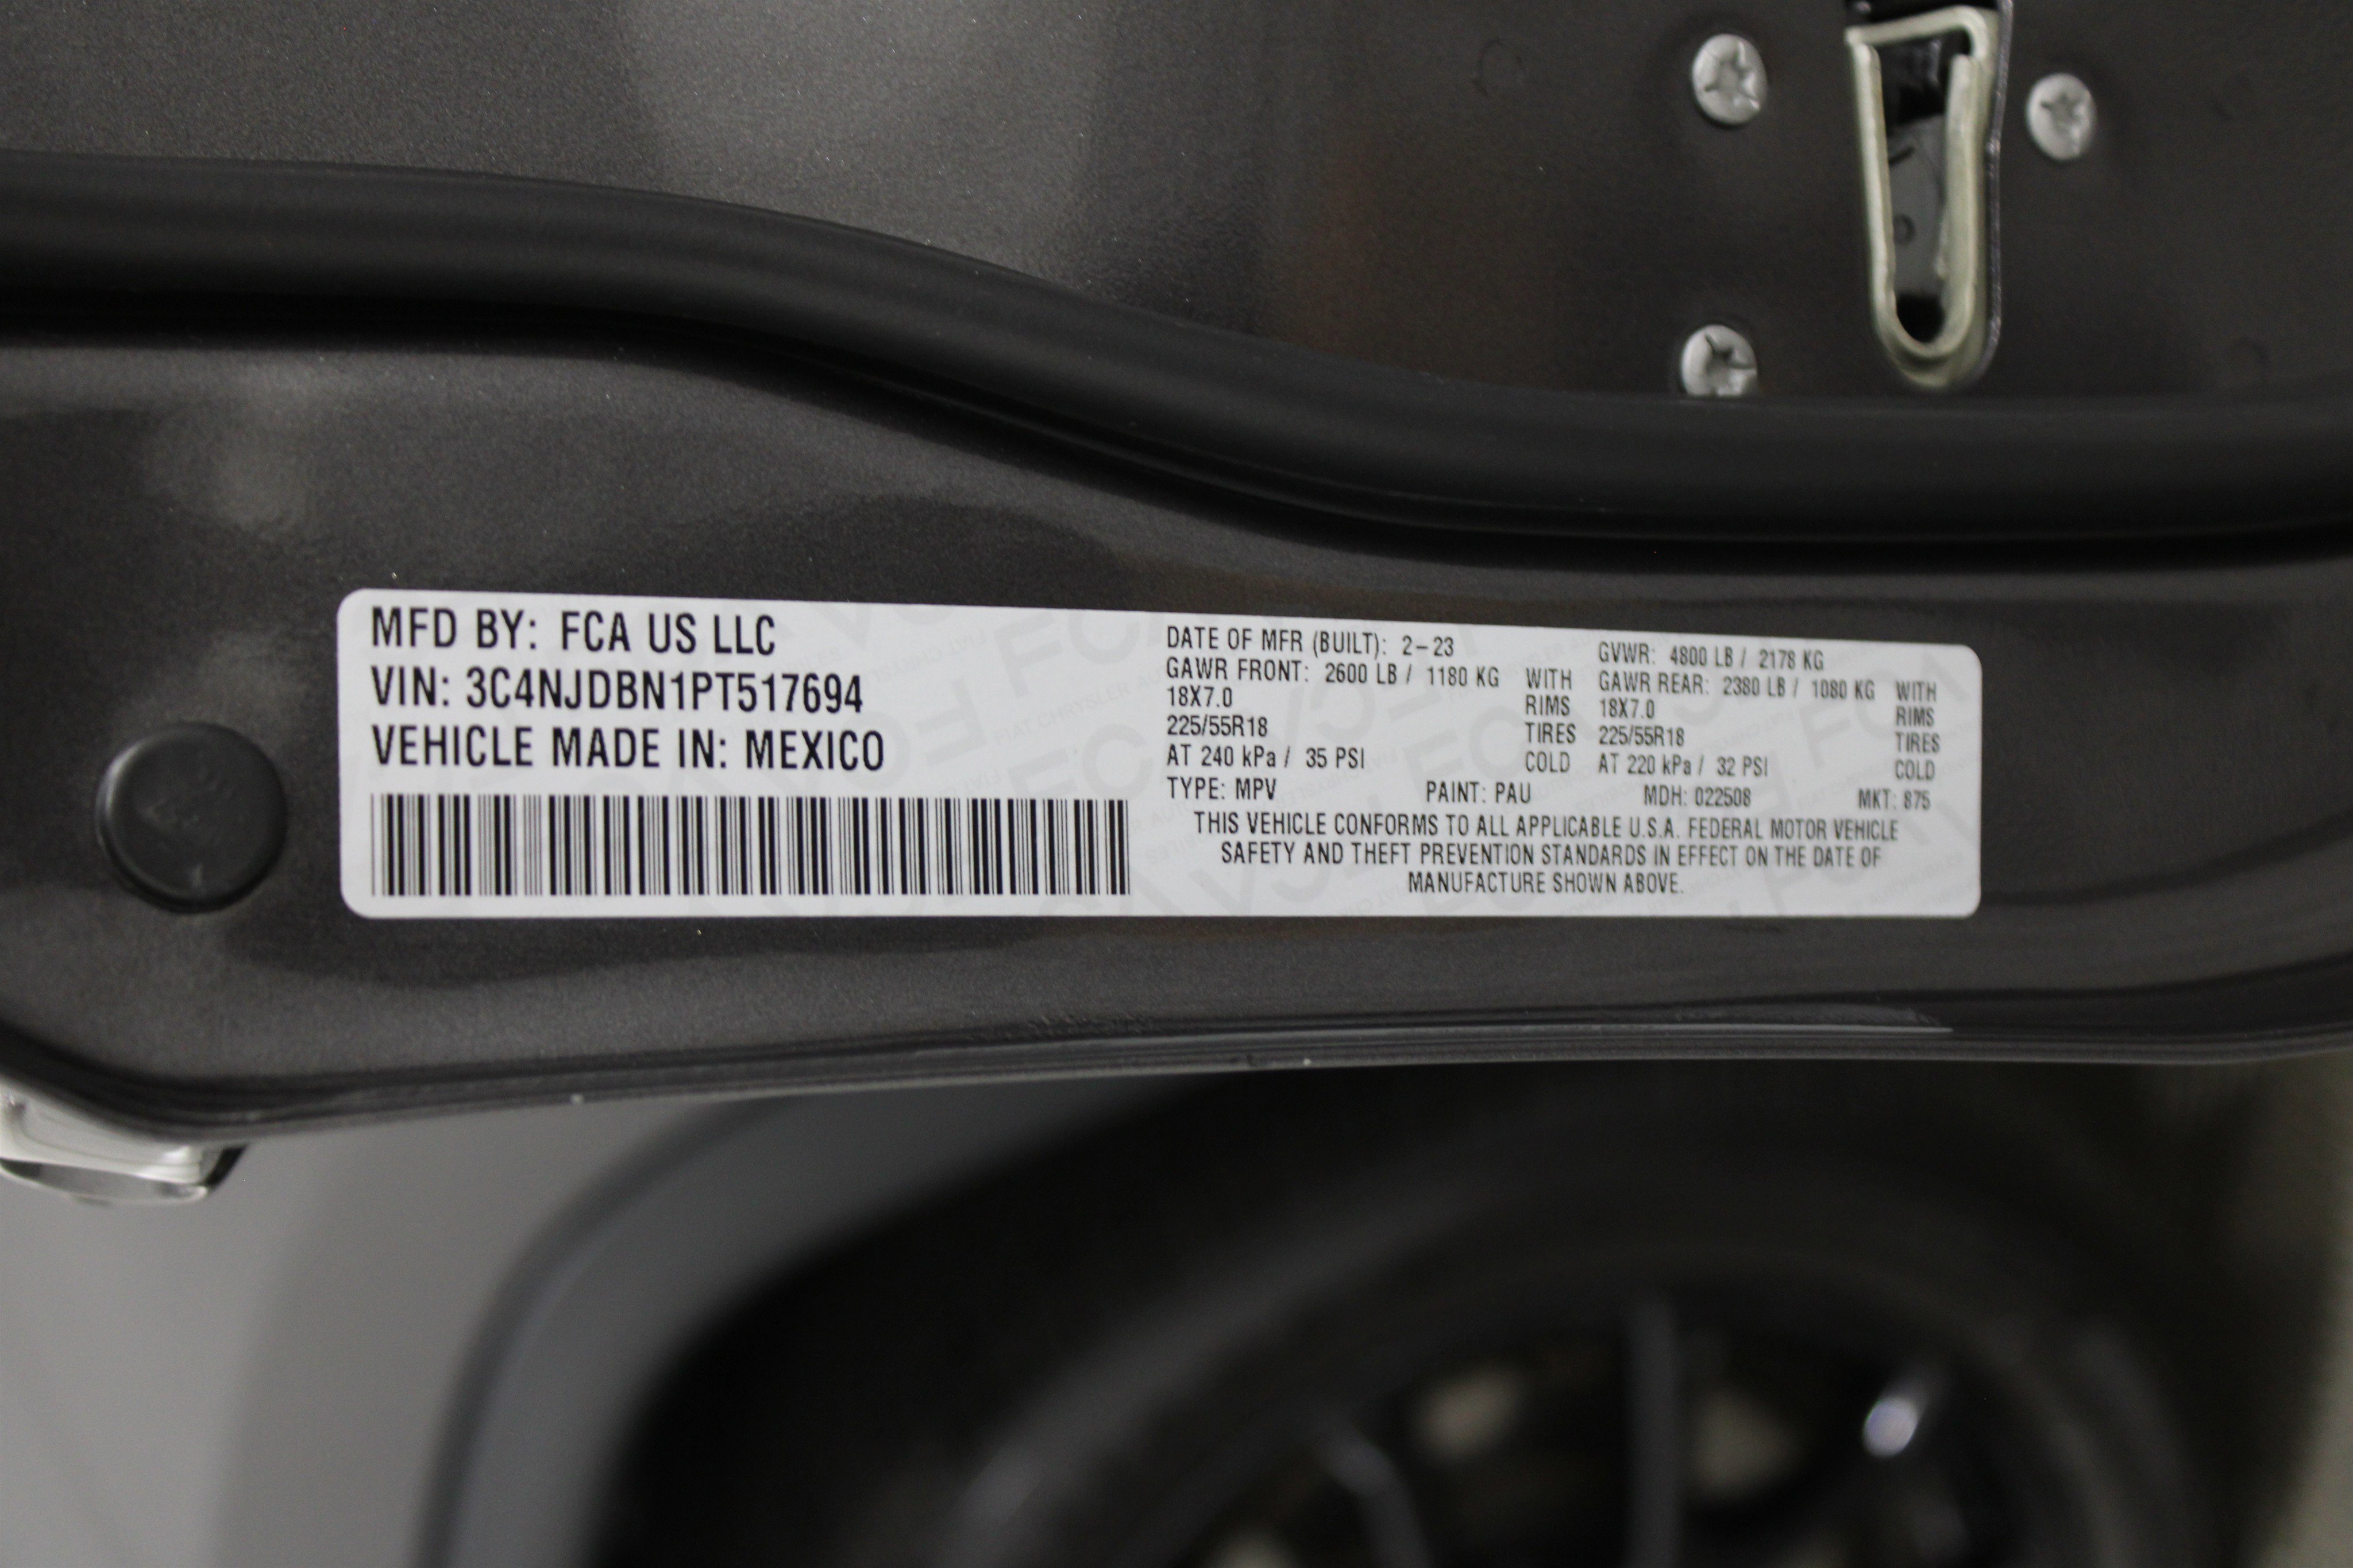 MFD BY: FCA US LLC
VIN: 3C4NJDBN1PT517694
VEHICLE MADE IN: MEXICO
DATE OF MFR (BUILT): 2-23 GVWR: 4800 LB / 2178 KG
GAWR FRONT: 2600 LB / 1180 KG WITH GAWR REAR: 2380 LB / 1080 KG WITH
18X7.0 RIMS 18X7.0 RIMS
225/55R18 TIRES 225/55R18 TIRES
AT 240 kPa / 35 PSI COLD AT 220 kPa / 32 PSI COLD
TYPE: MPV PAINT: PAU MDH: 022508 MKT: 875
THIS VEHICLE CONFORMS TO ALL APPLICABLE U.S.A. FEDERAL MOTOR VEHICLE
SAFETY AND THEFT PREVENTION STANDARDS IN EFFECT ON THE DATE OF
MANUFACTURE SHOWN ABOVE.